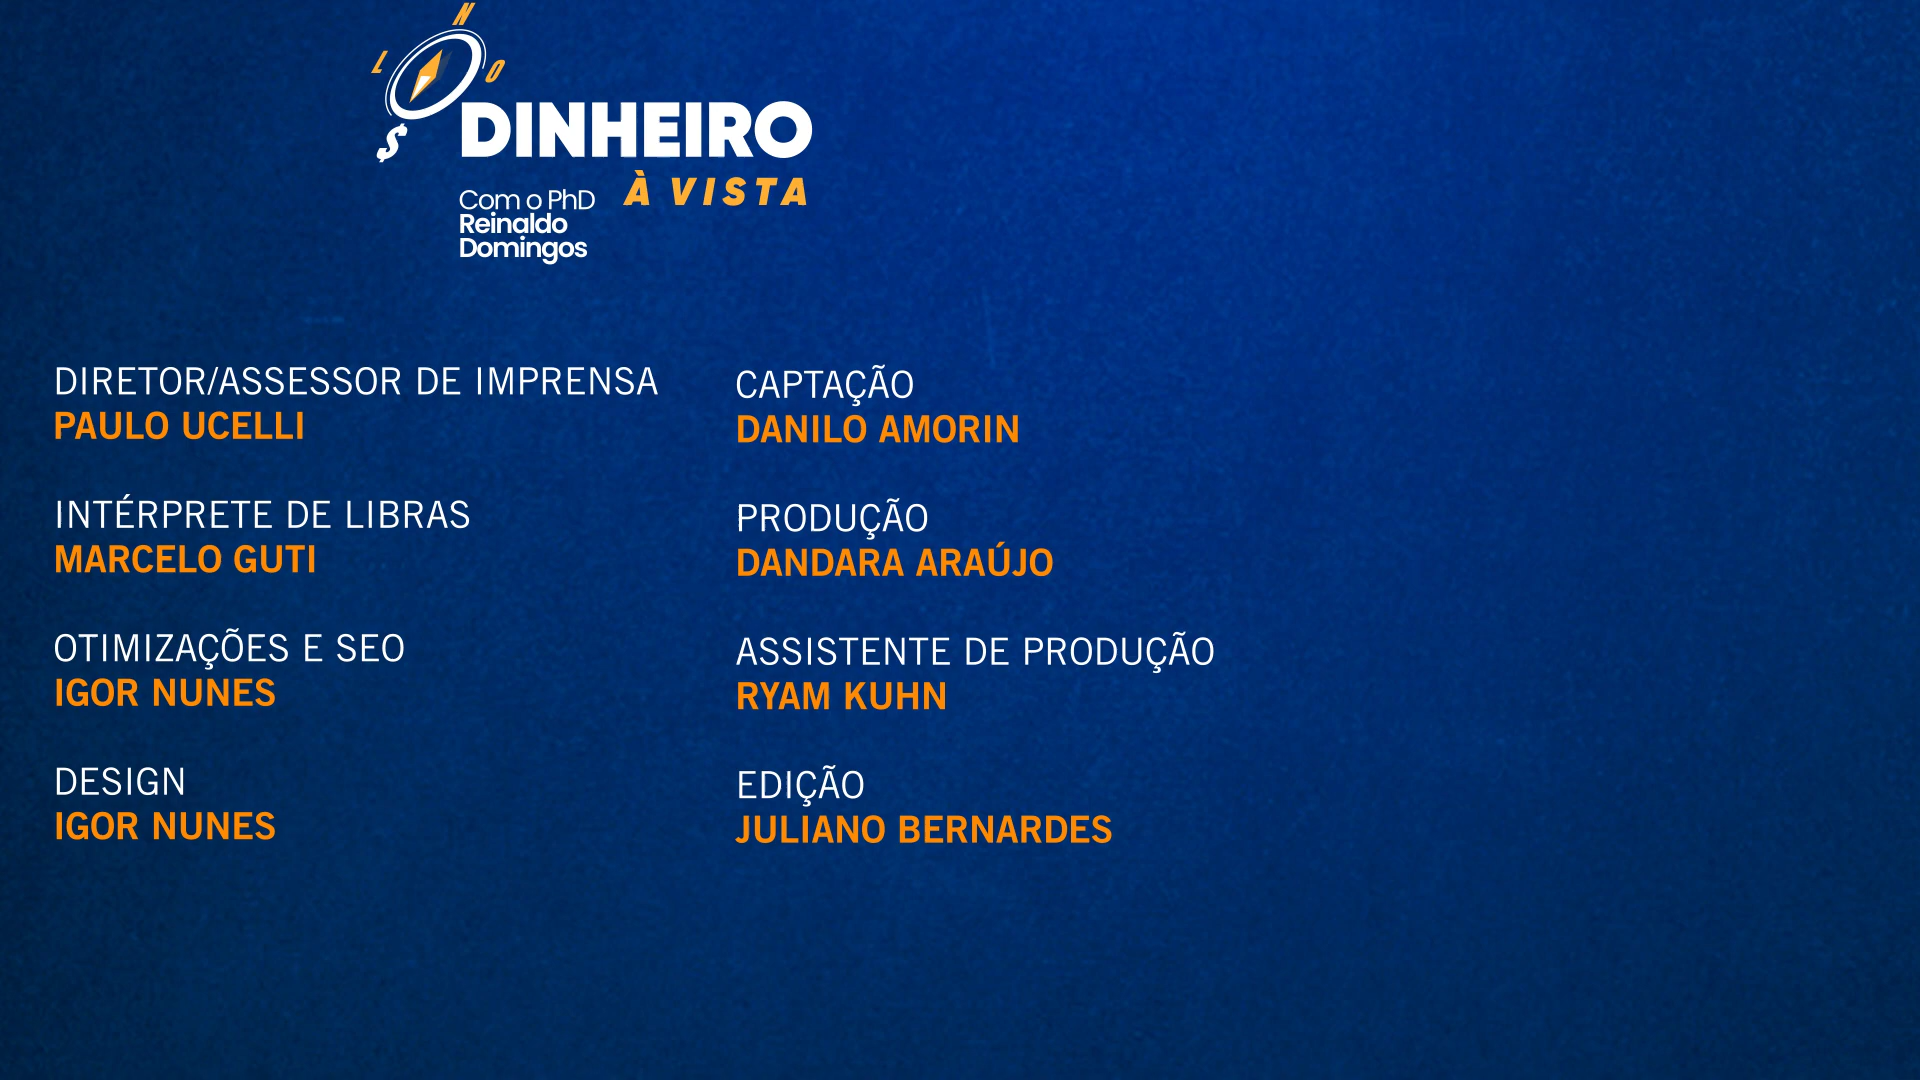 N
L
O
$
DINHEIRO
À VISTA
Com o PhD
Reinaldo
Domingos
DIRETOR/ASSESSOR DE IMPRENSA
PAULO UCELLI
INTÉRPRETE DE LIBRAS
MARCELO GUTI
OTIMIZAÇÕES E SEO
IGOR NUNES
DESIGN
IGOR NUNES
CAPTAÇÃO
DANILO AMORIN
PRODUÇÃO
DANDARA ARAÚJO
ASSISTENTE DE PRODUÇÃO
RYAM KUHN
EDIÇÃO
JULIANO BERNARDES